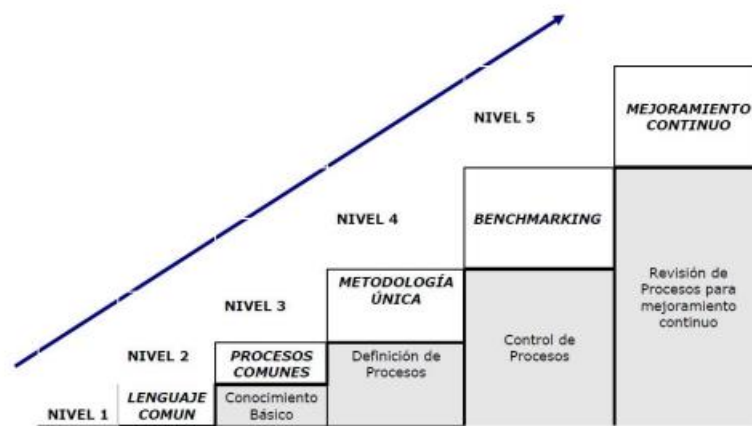 NIVEL 5
MEJORAMIENTO
CONTINUO
NIVEL 4
BENCHMARKING
NIVEL 3
METODOLOGÍA
ÚNICA
Revisión de
Procesos para
mejoramiento
continuo
NIVEL 2
PROCESOS
COMUNES
Definición de
Procesos
Control de
Procesos
NIVEL 1
LENGUAJE
COMUN
Conocimiento
Básico